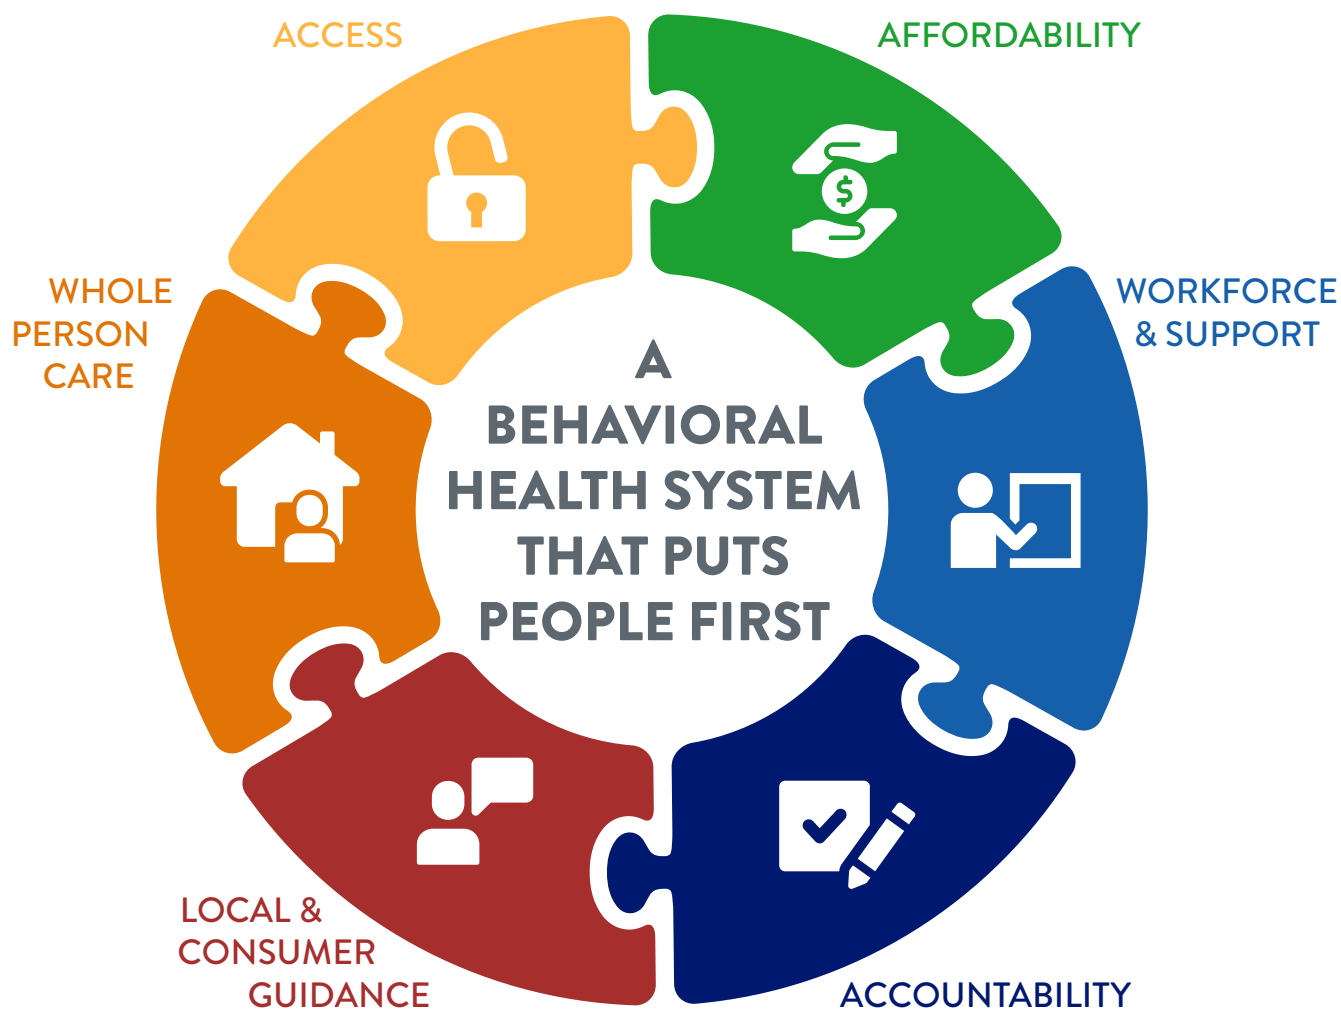 ACCESS
AFFORDABILITY
WHOLE
PERSON
CARE
WORKFORCE
& SUPPORT
$
A
BEHAVIORAL
HEALTH SYSTEM
THAT PUTS
PEOPLE FIRST
LOCAL &
CONSUMER
GUIDANCE
ACCOUNTABILITY